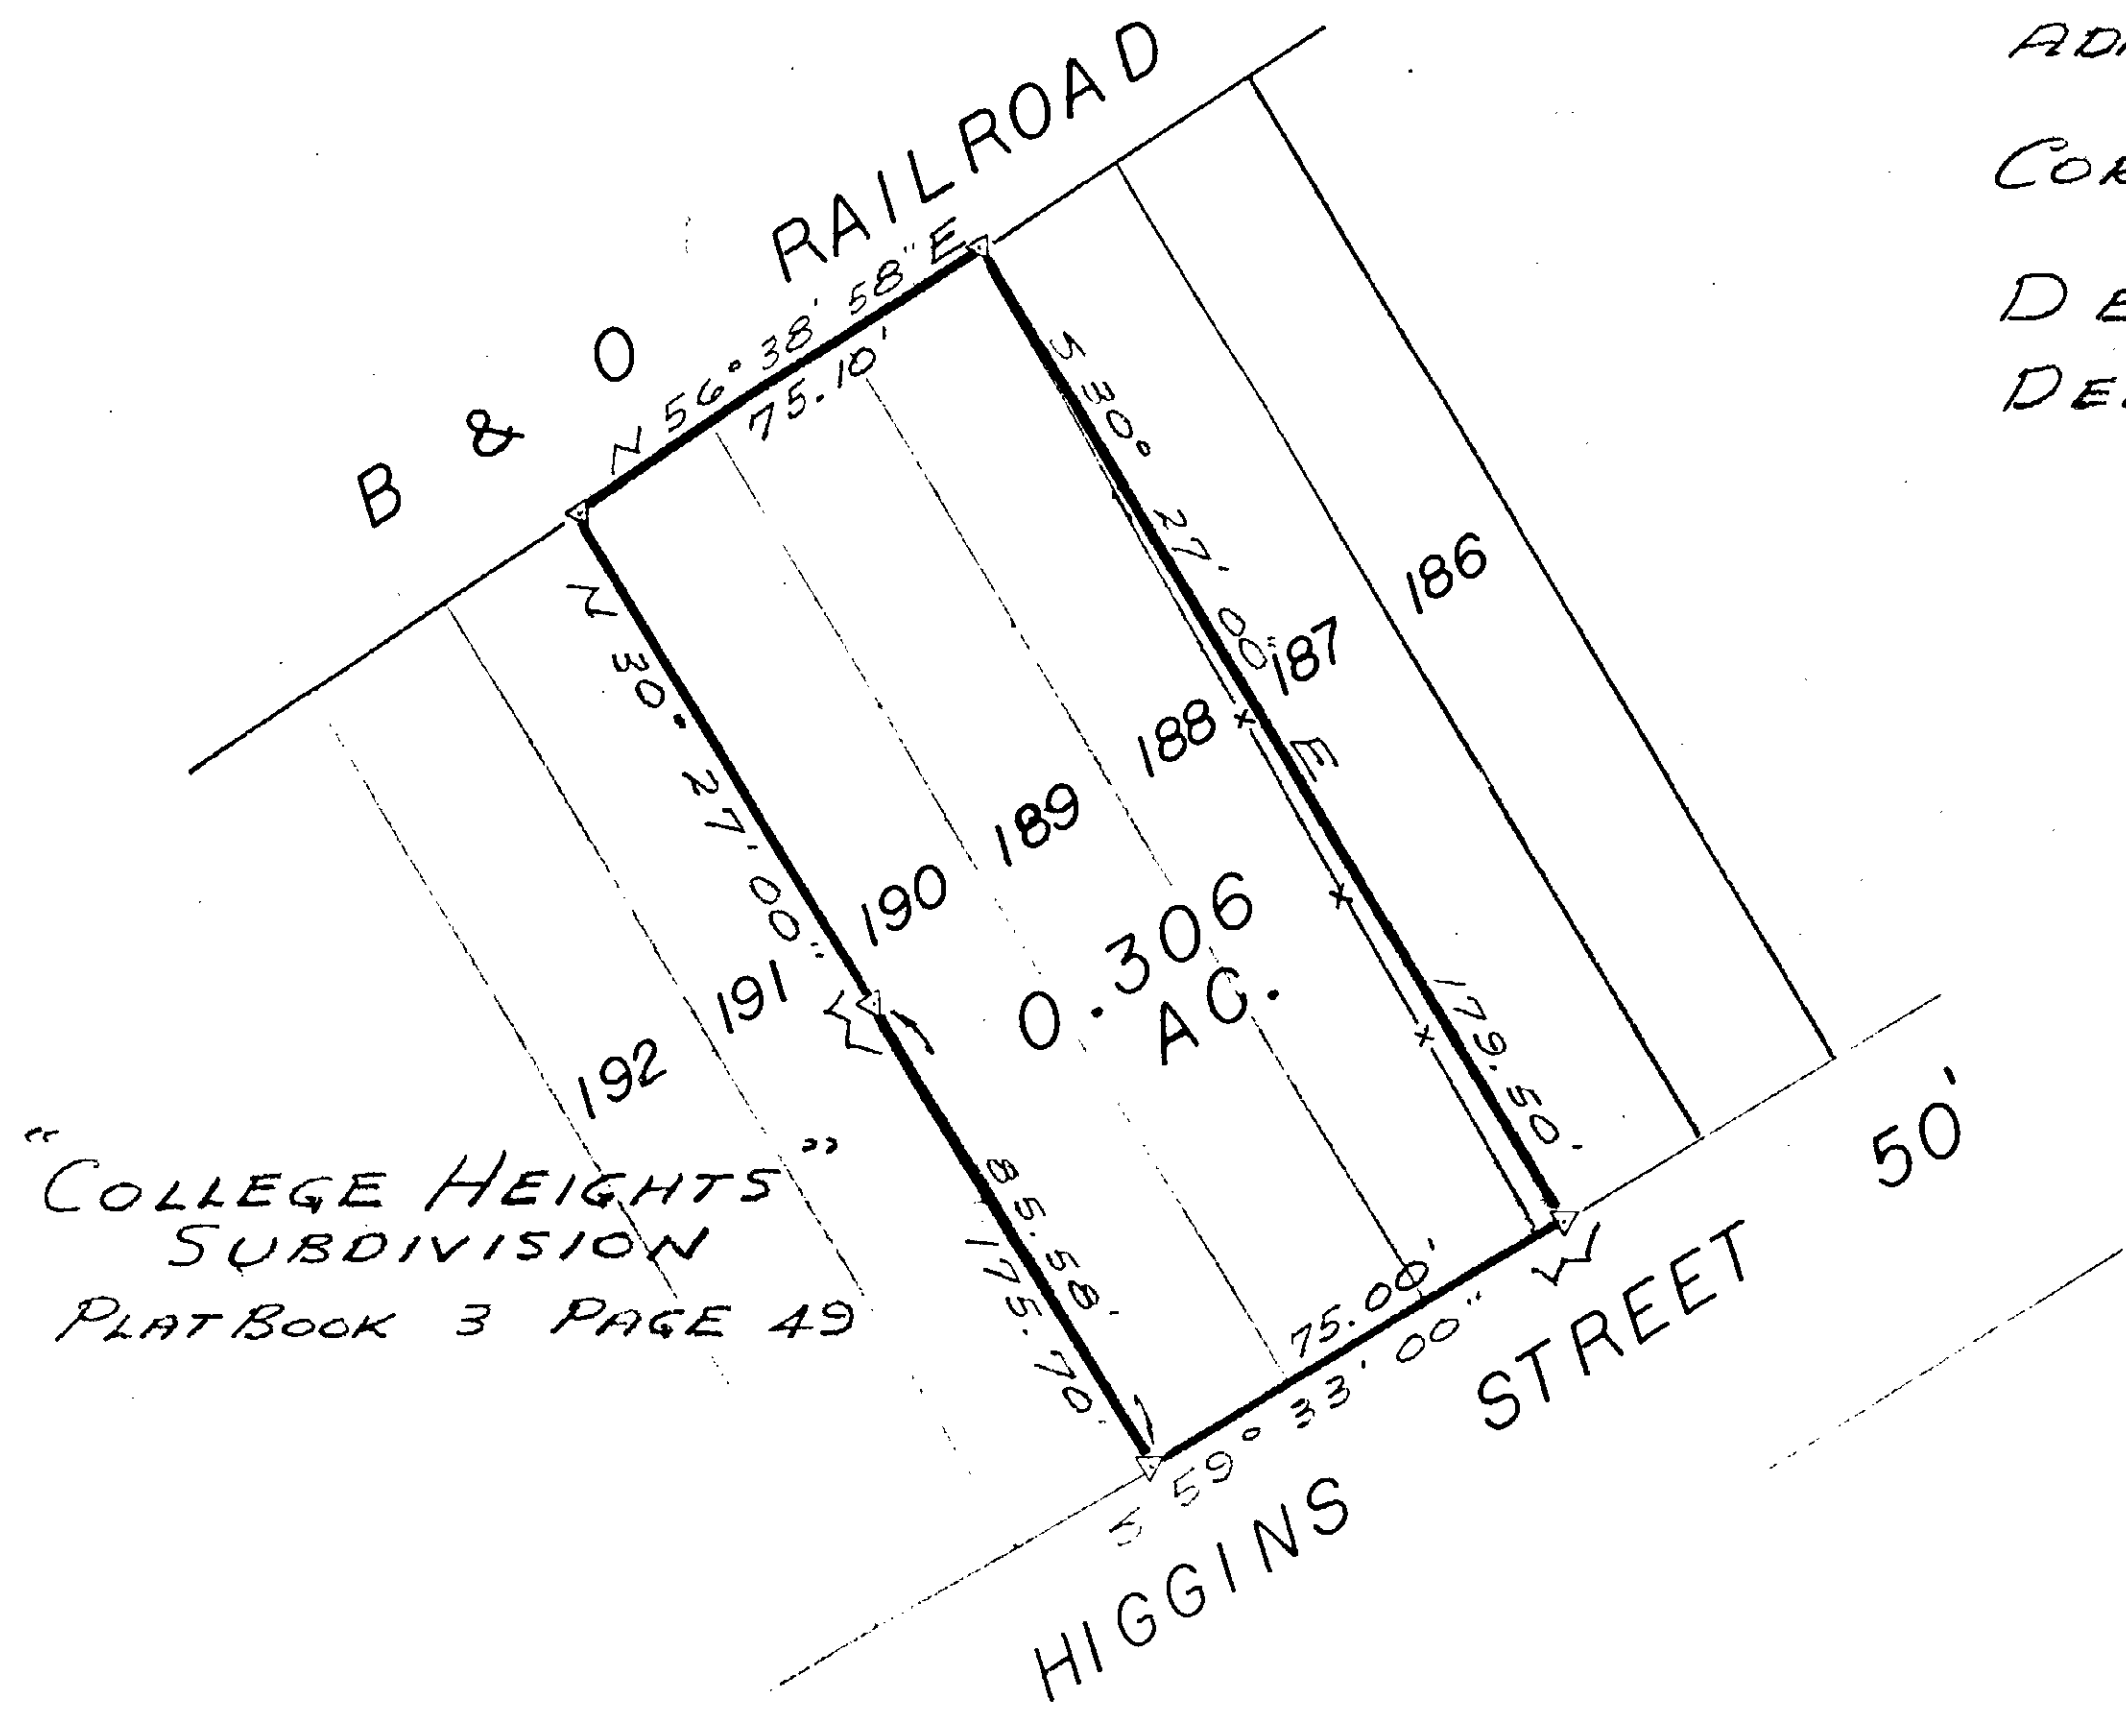 B & O RAILROAD
N 56° 38' 58" E
75.10'
S 30° 27' 00" E
179.50'
N 30° 27' 00"
85.58'
175.70'
186
187
188
189
190
191
192
0.306
AC.
"COLLEGE HEIGHTS"
SUBDIVISION
PLAT BOOK 3 PAGE 49
75.00'
S 59° 33' 00"
HIGGINS STREET
50'